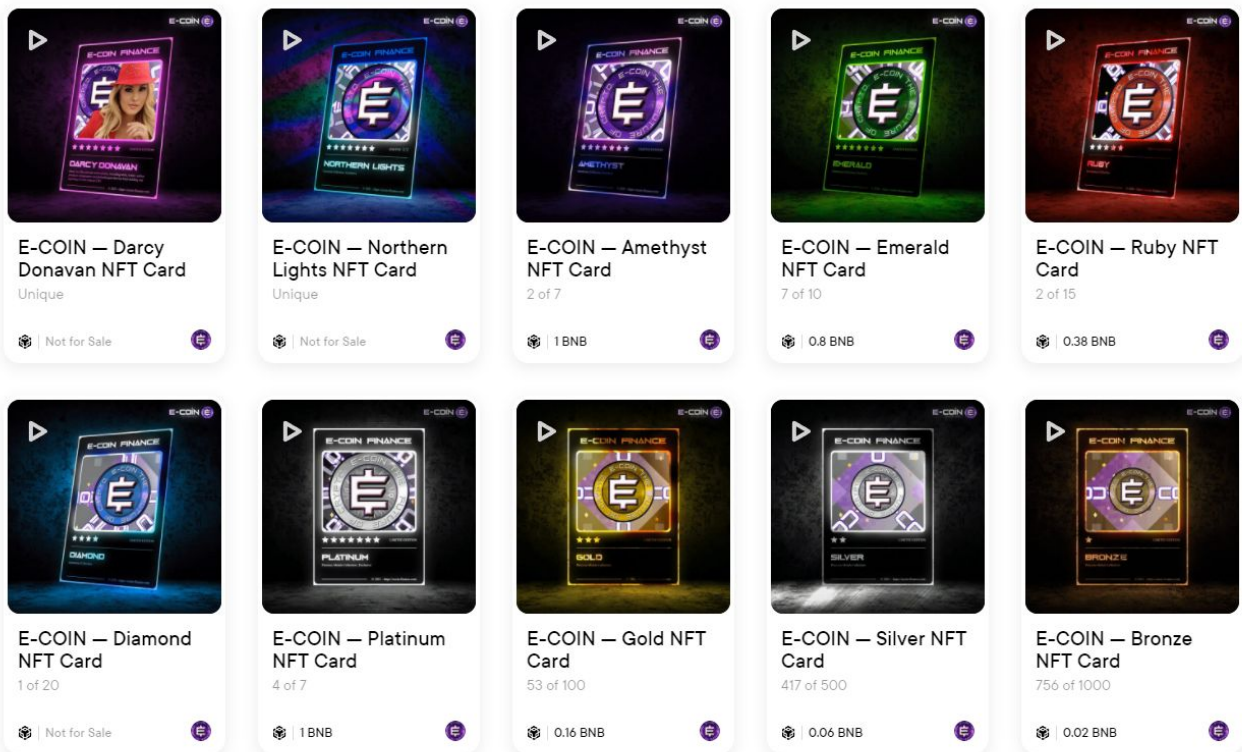 E-COIN
E-COIN FINANCE
DARCY DONAVAN
E-COIN — Darcy
Donavan NFT Card
Unique
Not for Sale
E-COIN
E-COIN FINANCE
NORTHERN LIGHTS
E-COIN — Northern
Lights NFT Card
Unique
Not for Sale
E-COIN
E-COIN FINANCE
AMETHYST
E-COIN — Amethyst
NFT Card
2 of 7
1 BNB
E-COIN
E-COIN FINANCE
EMERALD
E-COIN — Emerald
NFT Card
7 of 10
0.8 BNB
E-COIN
E-COIN FINANCE
RUBY
E-COIN — Ruby NFT
Card
2 of 15
0.38 BNB
E-COIN
E-COIN FINANCE
DIAMOND
E-COIN — Diamond
NFT Card
1 of 20
Not for Sale
E-COIN
E-COIN FINANCE
PLATINUM
E-COIN — Platinum
NFT Card
4 of 7
1 BNB
E-COIN
E-COIN FINANCE
GOLD
E-COIN — Gold NFT
Card
53 of 100
0.16 BNB
E-COIN
E-COIN FINANCE
SILVER
E-COIN — Silver NFT
Card
417 of 500
0.06 BNB
E-COIN
E-COIN FINANCE
BRONZE
E-COIN — Bronze
NFT Card
756 of 1000
0.02 BNB